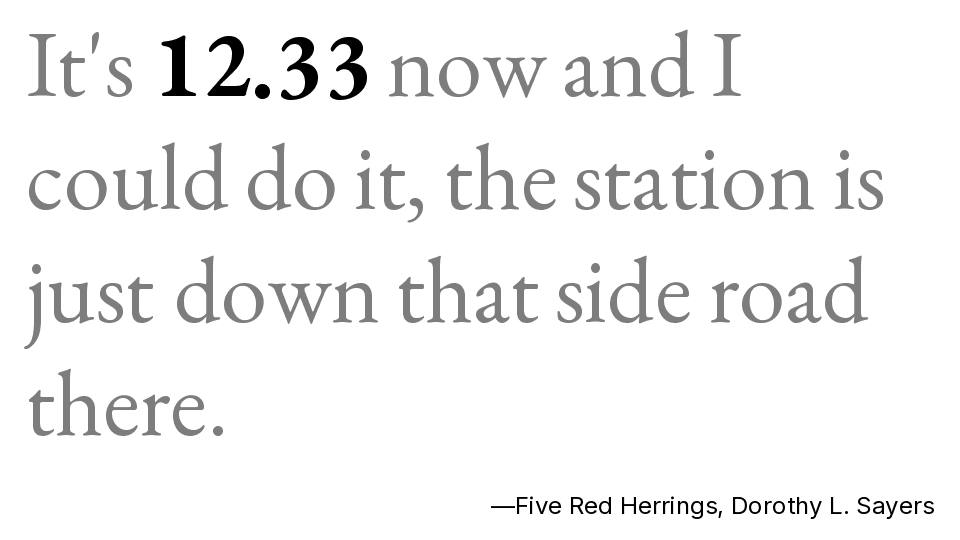 It's 12.33 now and I
could do it, the station is
just down that side road
there.
—Five Red Herrings, Dorothy L. Sayers